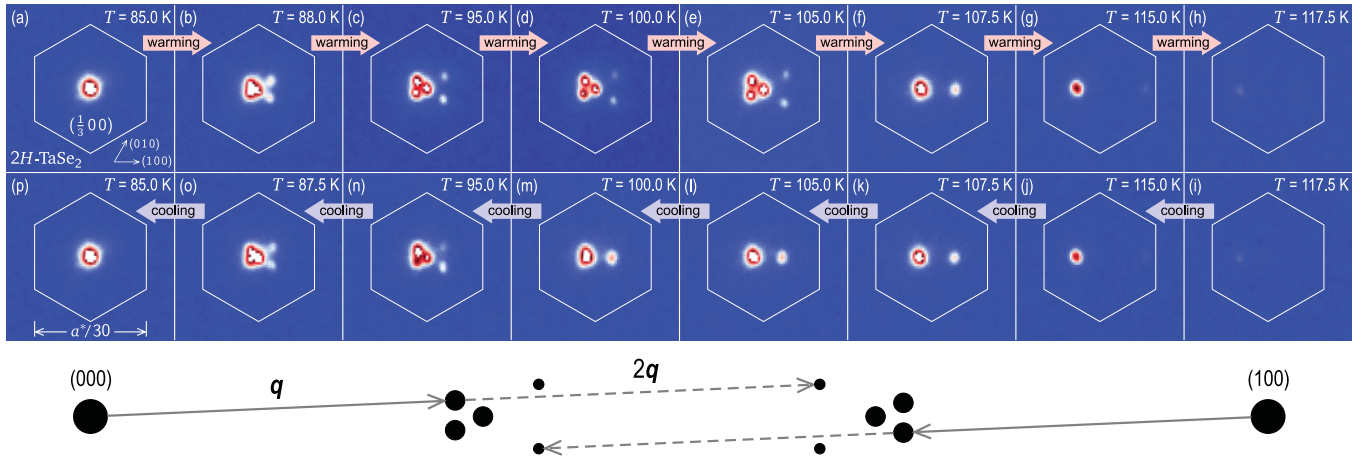 (a) T = 85.0 K
warming
(b) T = 88.0 K
warming
(c) T = 95.0 K
warming
(d) T = 100.0 K
warming
(e) T = 105.0 K
warming
(f) T = 107.5 K
warming
(g) T = 115.0 K
warming
(h) T = 117.5 K
(1/3 0 0)
(010)
(100)
2H-TaSe₂
(p) T = 85.0 K
cooling
(o) T = 87.5 K
cooling
(n) T = 95.0 K
cooling
(m) T = 100.0 K
cooling
(l) T = 105.0 K
cooling
(k) T = 107.5 K
cooling
(j) T = 115.0 K
cooling
(i) T = 117.5 K
a*/30
(000)
q
2q
(100)